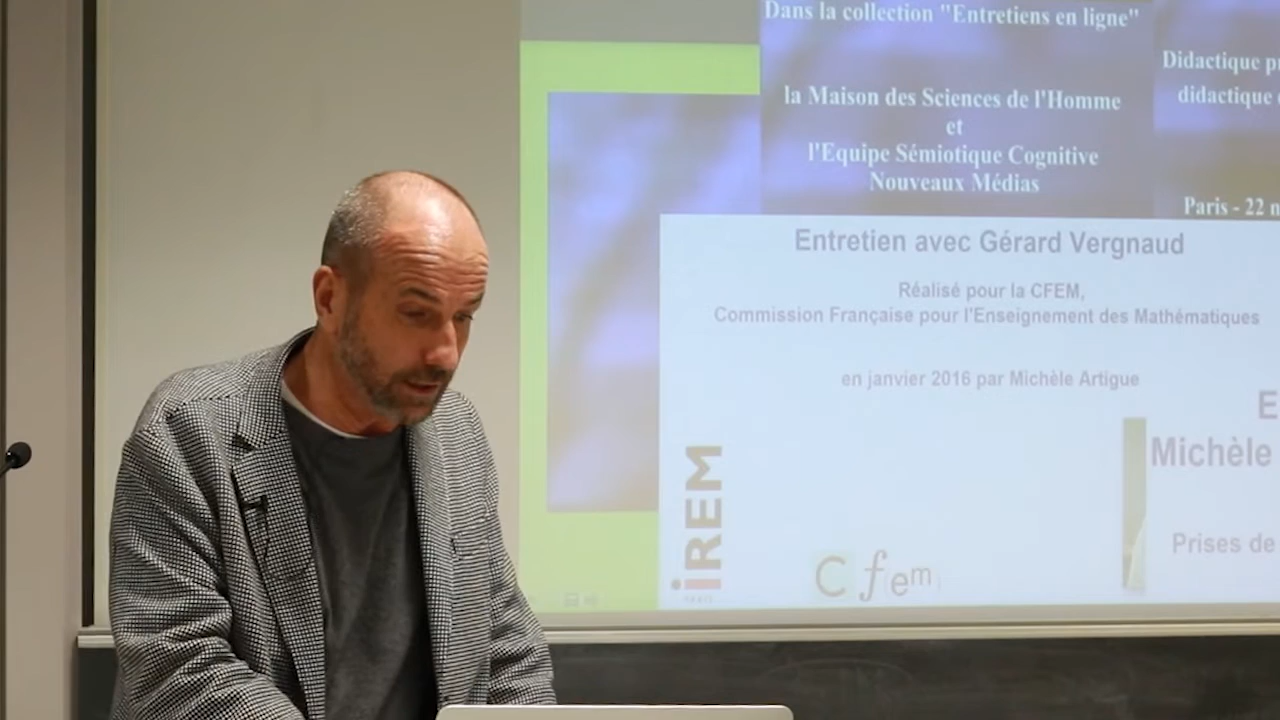 Dans la collection "Entretiens en ligne"
la Maison des Sciences de l'Homme
et
l'Equipe Sémiotique Cognitive
Nouveaux Médias
Didactique
didactique
Paris - 22
Entretien avec Gérard Vergnaud
Réalisé pour la CFEM,
Commission Française pour l'Enseignement des Mathématiques
en janvier 2016 par Michèle Artigue
iREM
Cfem
E
Michèle
Prises de